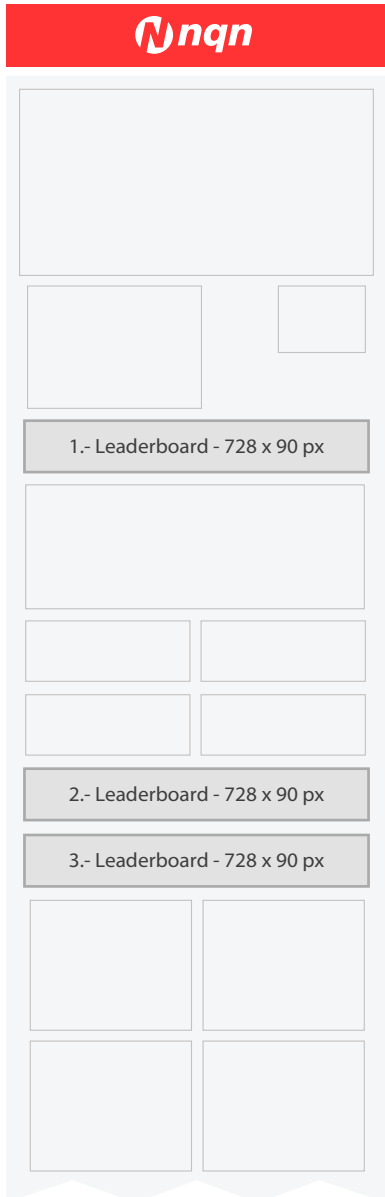 nqn
1.- Leaderboard - 728 x 90 px
2.- Leaderboard - 728 x 90 px
3.- Leaderboard - 728 x 90 px